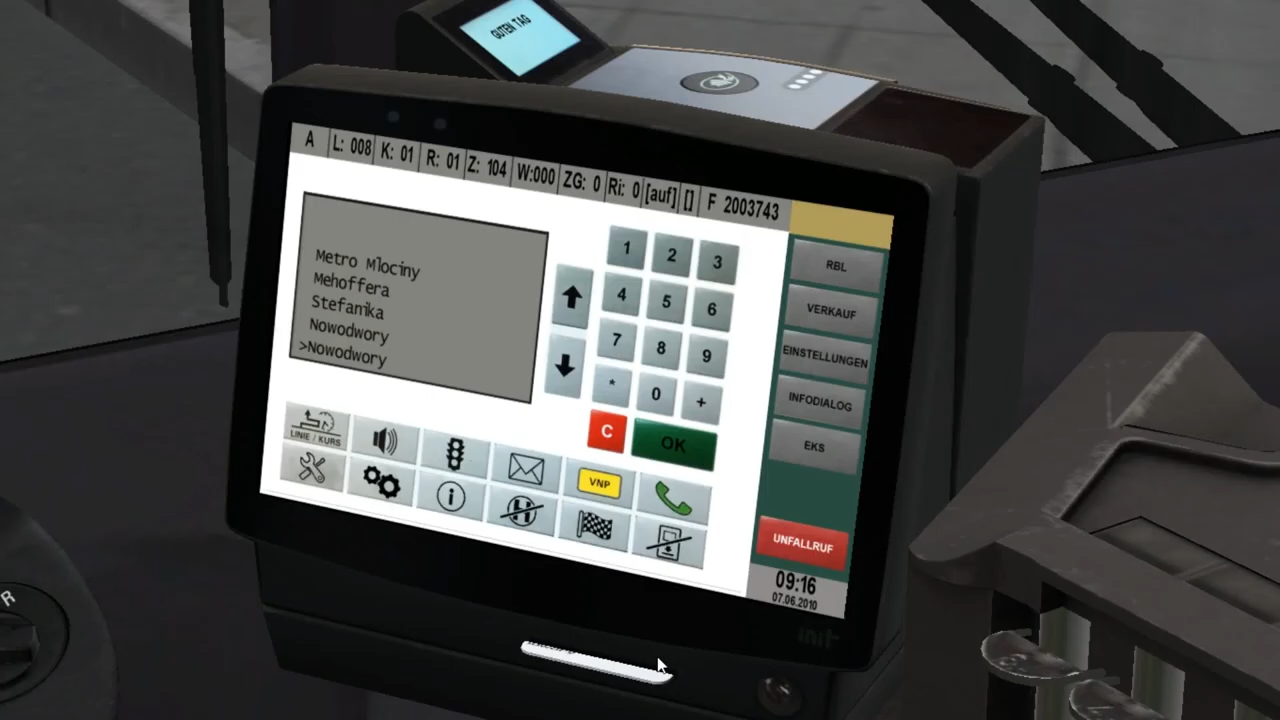 GUTEN TAG
A L: 008 K: 01 R: 01 Z: 104 W:000 ZG: 0 Ri: 0 [auf] [] F 2003743
Metro Mlociny
Mehoffera
Stefanika
Nowodwory
>Nowodwory
1 2 3
4 5 6
7 8 9
* 0 +
C OK
RBL
VERKAUF
EINSTELLUNGEN
INFODIALOG
EKS
UNFALLRUF
LINIE / KURS
VNP
i
H
09:16
07.06.2010
init
R